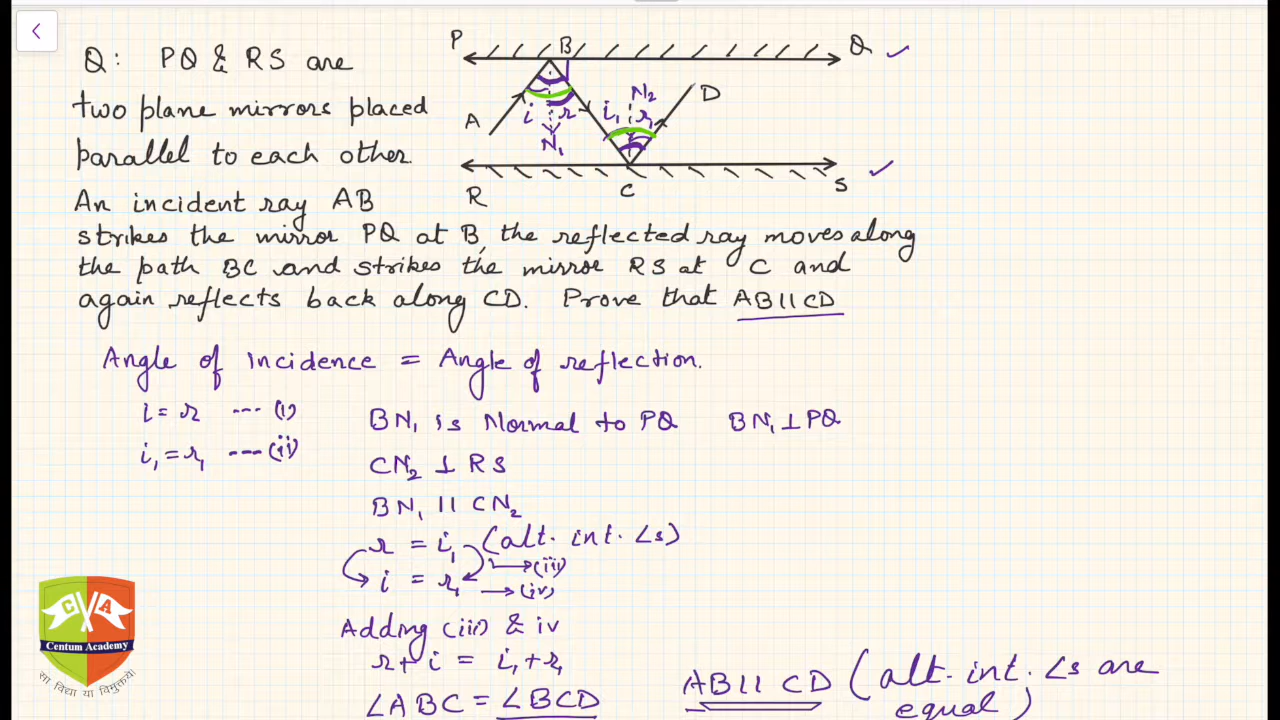 Q: PQ & RS are
two plane mirrors placed
parallel to each other.
An incident ray AB
strikes the mirror PQ at B, the reflected ray moves along
the path BC and strikes the mirror RS at C and
again reflects back along CD. Prove that AB || CD
P B Q
A i r i₁ N₂ r₁ D
N₁
R C S
Angle of Incidence = Angle of reflection.
i = r ---- (i)
i₁ = r₁ ---- (ii)
BN₁ is Normal to PQ BN₁ ⊥ PQ
CN₂ ⊥ RS
BN₁ || CN₂
r = i₁ (alt. int. ∠s)
→ (iii)
i = r₁ → (iv)
Adding (iii) & iv
r + i = i₁ + r₁
∠ABC = ∠BCD
AB || CD (alt. int. ∠s are
equal)
C A
Centum Academy
सा विद्या या विमुक्तये